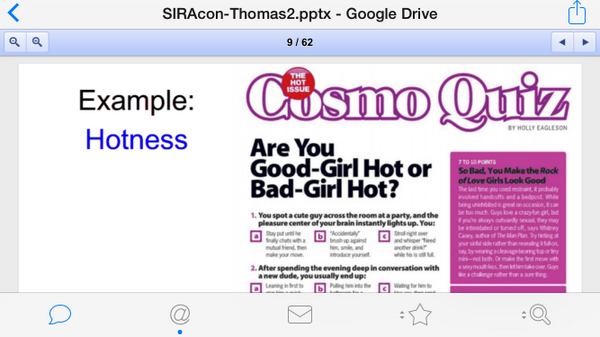 SIRAcon-Thomas2.pptx - Google Drive
9 / 62
Example:
Hotness
THE
HOT
ISSUE
Cosmo Quiz
BY HOLLY EAGLESON
Are You
Good-Girl Hot or
Bad-Girl Hot?
1. You spot a cute guy across the room at a party, and the
pleasure center of your brain instantly lights up. You:
a
Stay put until he
finally chats with a
mutual friend, then
make your move.
b
"Accidentally"
brush up against
him, smile, and
introduce yourself.
c
Stroll right over
and whisper "Need
another drink?"
while he is still full.
2. After spending the evening deep in conversation with
a new dude, you usually end up:
a
Leaning in first to
b
Pulling him into the
c
Waiting for him to
7 TO 10 POINTS
So Bad, You Make the Rock
of Love Girls Look Good
The last time you used restraint, it probably
involved handcuffs and a bedpost. While
being uninhibited is great on occasion, it can
be too much. Guys love a crazy-fun girl, but
if you're always outwardly sexual, they may
be intimidated or turned off, says Whitney
Casey, author of The Man Plan. Try hinting at
your sinful side rather than revealing it full on,
say, by wearing a cleavage-baring top or tiny
mini—not both. Or make the first move with
a sexy mouth kiss, then let him take over. Guys
like a challenge rather than a sure thing.
@